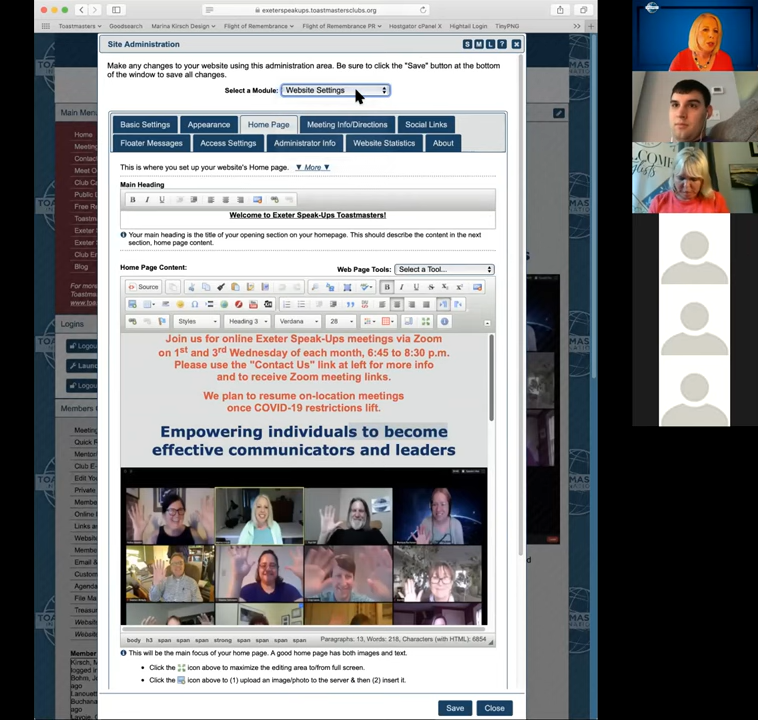 exeterspeakups.toastmastersclubs.org
Toastmasters
Goodsearch
Marina Kirsch Design
Flight of Remembrance
Flight of Remembrance PR
Hostgator cPanel X
Hightail Login
TinyPNG
Site Administration
S M L ?
Make any changes to your website using this administration area. Be sure to click the "Save" button at the bottom
of the window to save all changes.
Select a Module: Website Settings
Basic Settings
Appearance
Home Page
Meeting Info/Directions
Social Links
Floater Messages
Access Settings
Administrator Info
Website Statistics
About
This is where you set up your website's Home page. ▼ More ▼
Main Heading
B I U
Welcome to Exeter Speak-Ups Toastmasters!
Your main heading is the title of your opening section on your homepage. This should describe the content in the next
section, home page content.
Home Page Content:
Web Page Tools: Select a Tool...
Source
B I U S
Styles
Heading 3
Verdana
28
Join us for online Exeter Speak-Ups meetings via Zoom
on 1st and 3rd Wednesday of each month, 6:45 to 8:30 p.m.
Please use the "Contact Us" link at left for more info
and to receive Zoom meeting links.
We plan to resume on-location meetings
once COVID-19 restrictions lift.
Empowering individuals to become
effective communicators and leaders
body h3 span span span strong span span span
Paragraphs: 13, Words: 218, Characters (with HTML): 6854
This will be the main focus of your home page. A good home page has both images and text.
• Click the icon above to maximize the editing area to/from full screen.
• Click the icon above to (1) upload an image/photo to the server & then (2) insert it.
Save
Close
Main Menu
Home
Blog
Logins
Members
Member